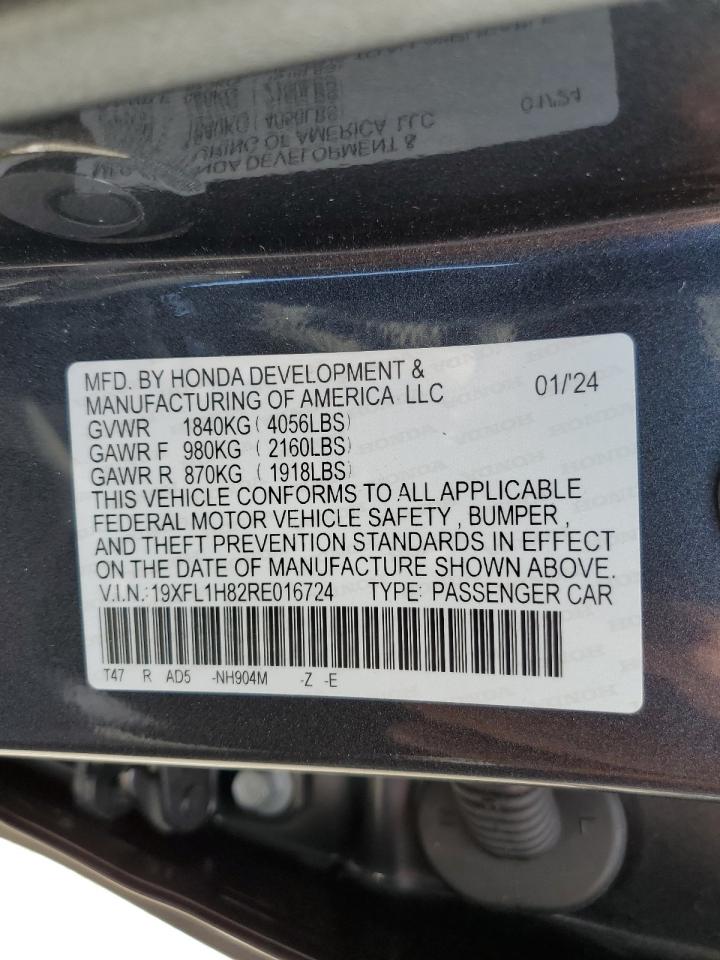 MFD. BY HONDA DEVELOPMENT &
MANUFACTURING OF AMERICA LLC 01/'24
GVWR 1840KG ( 4056LBS)
GAWR F 980KG ( 2160LBS)
GAWR R 870KG ( 1918LBS)
THIS VEHICLE CONFORMS TO ALL APPLICABLE
FEDERAL MOTOR VEHICLE SAFETY , BUMPER ,
AND THEFT PREVENTION STANDARDS IN EFFECT
ON THE DATE OF MANUFACTURE SHOWN ABOVE.
V.I.N.: 19XFL1H82RE016724 TYPE: PASSENGER CAR
T47 R AD5 -NH904M -Z -E